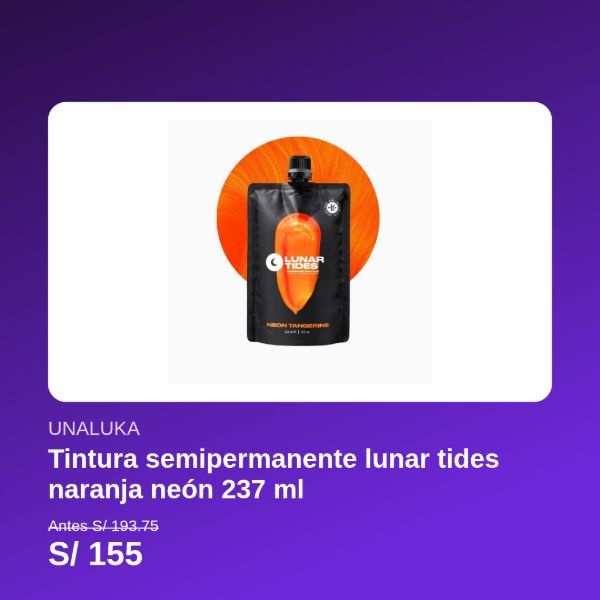 LUNAR
TIDES
NEON TANGERINE
UNALUKA
Tintura semipermanente lunar tides
naranja neón 237 ml
Antes S/ 193.75
S/ 155